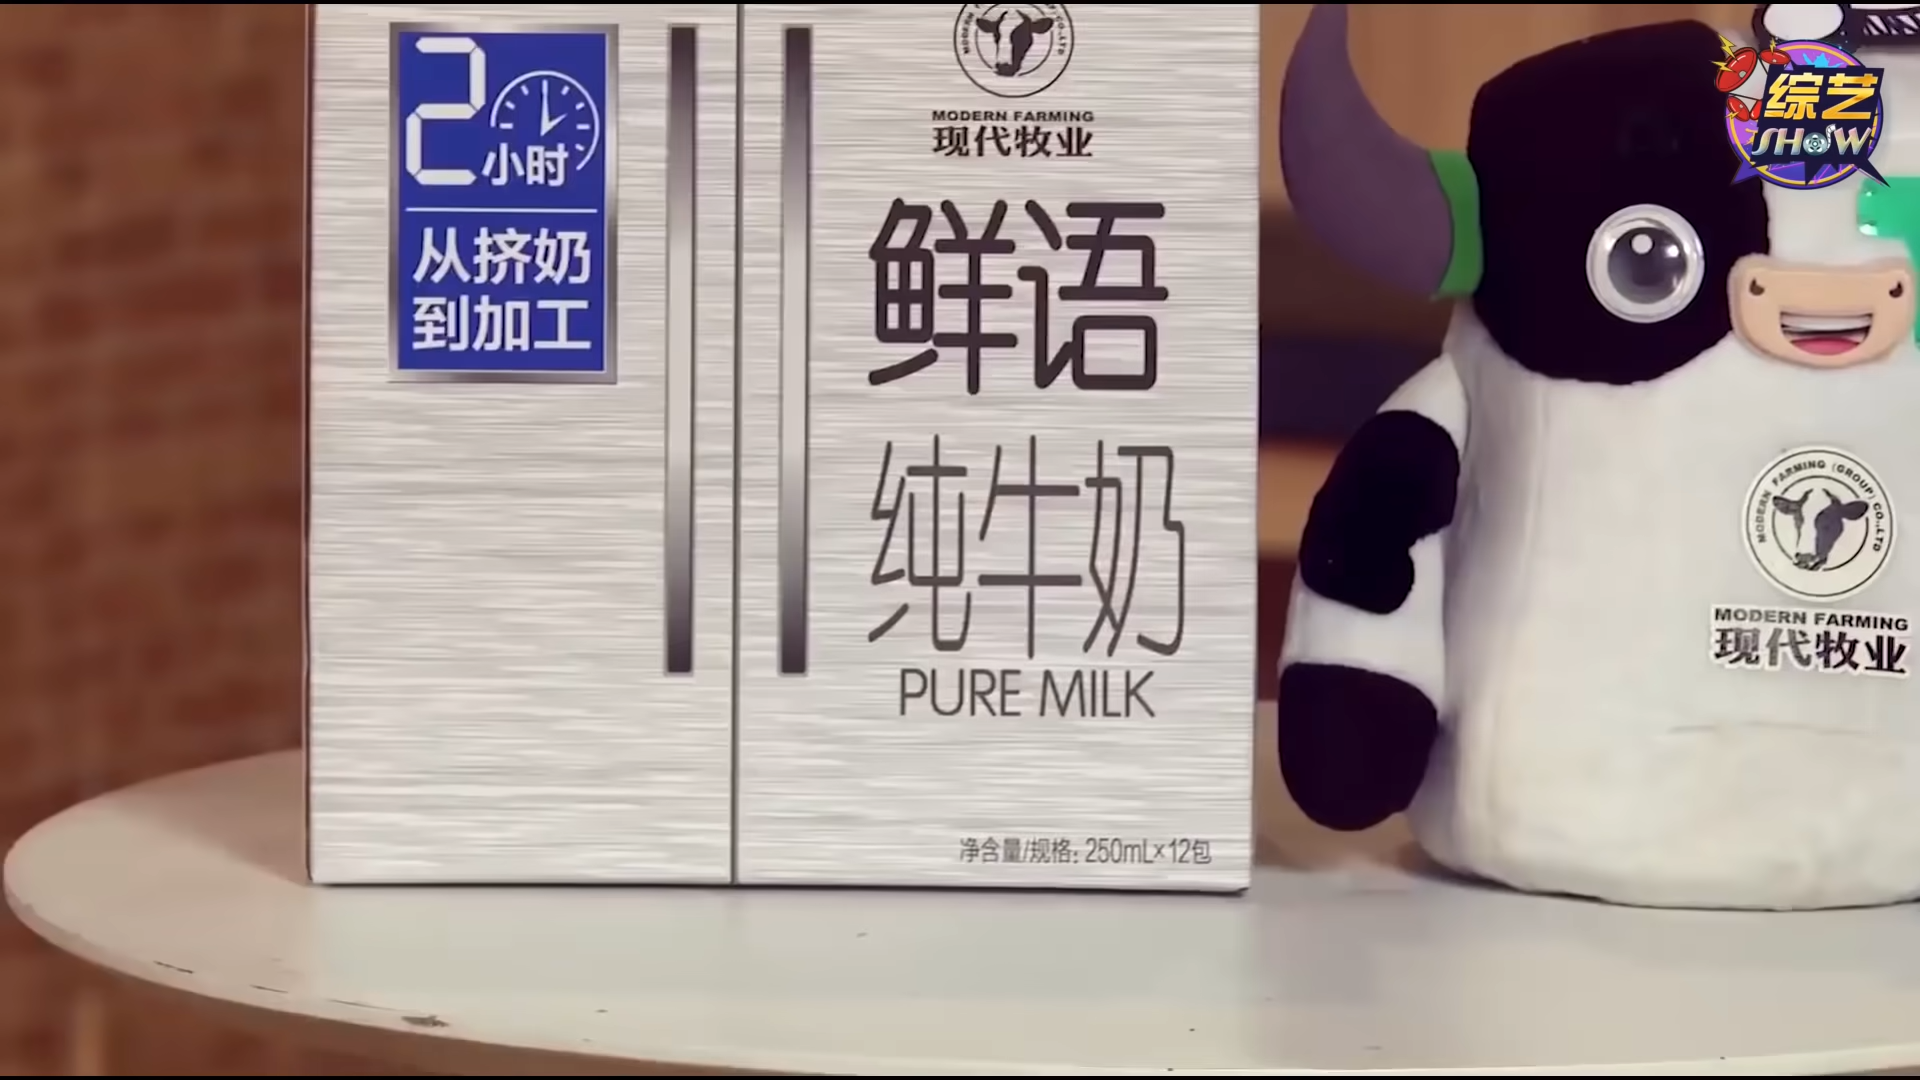 2小时
从挤奶
到加工
MODERN FARMING
现代牧业
鲜语
纯牛奶
PURE MILK
净含量/规格: 250mL×12包
综艺
SHOW
MODERN FARMING (GROUP) CO.,LTD
MODERN FARMING
现代牧业